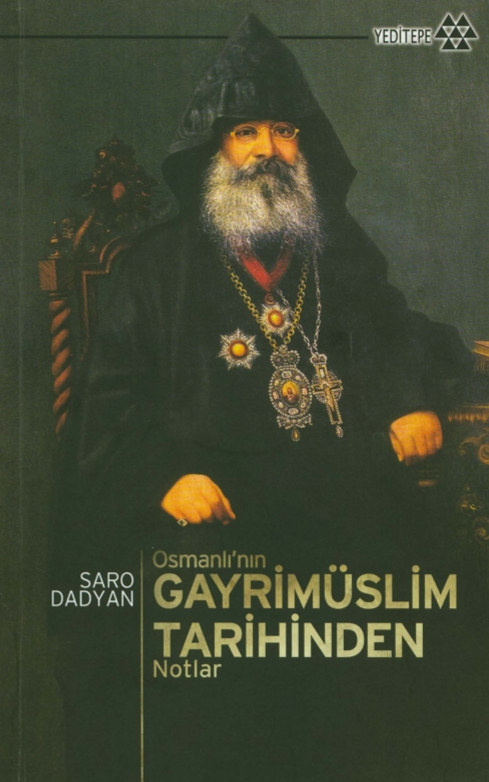 YEDİTEPE
SARO
DADYAN
Osmanlı'nın
GAYRİMÜSLİM
TARİHİNDEN
Notlar